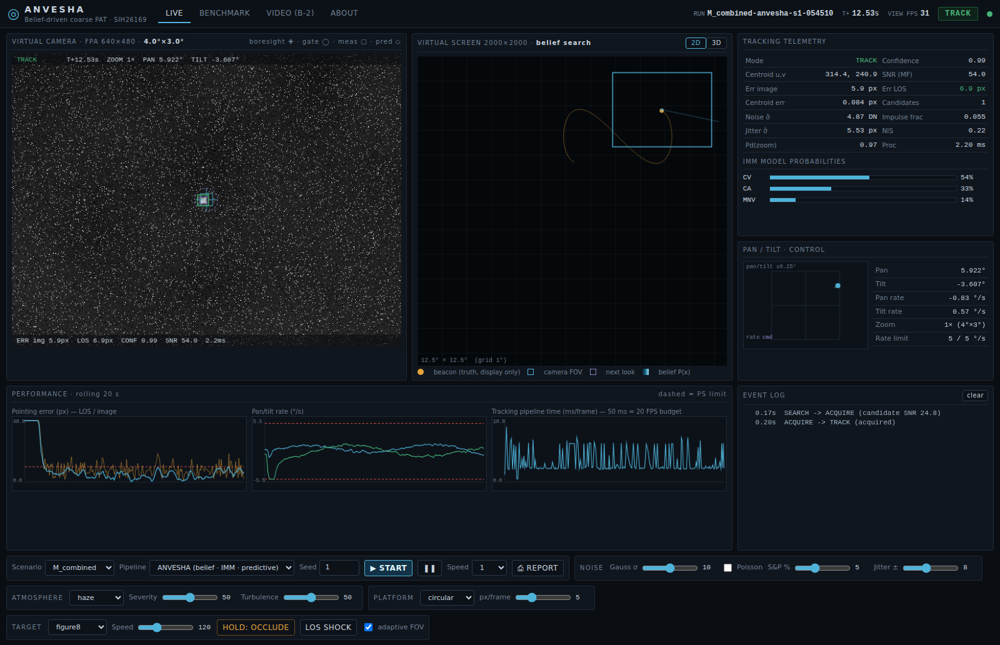 ◎ ANVESHA
Belief-driven coarse PAT · SIH26169
LIVE BENCHMARK VIDEO (B-2) ABOUT
RUN M_combined-anvesha-s1-054510 T+ 12.53s VIEW FPS 31 TRACK
VIRTUAL CAMERA · FPA 640×480 · 4.0°×3.0° boresight ✚ · gate ◯ · meas □ · pred ◇
TRACK T+12.53s ZOOM 1× PAN 5.922° TILT -3.607°
ERR img 5.9px LOS 6.9px CONF 0.99 SNR 54.0 2.2ms
VIRTUAL SCREEN 2000×2000 · belief search 2D 3D
12.5° × 12.5° (grid 1°)
beacon (truth, display only) camera FOV next look belief P(x)
TRACKING TELEMETRY
Mode TRACK Confidence 0.99
Centroid u,v 314.4, 240.9 SNR (MF) 54.0
Err image 5.9 px Err LOS 6.9 px
Centroid err 0.084 px Candidates 1
Noise σ̂ 4.87 DN Impulse frac 0.055
Jitter σ̂ 5.53 px NIS 0.22
Pd(zoom) 0.97 Proc 2.20 ms
IMM MODEL PROBABILITIES
CV 54%
CA 33%
MNV 14%
PAN / TILT · CONTROL
pan/tilt ±6.25°
rate cmd
Pan 5.922°
Tilt -3.607°
Pan rate -0.83 °/s
Tilt rate 0.57 °/s
Zoom 1× (4°×3°)
Rate limit 5 / 5 °/s
PERFORMANCE · rolling 20 s dashed = PS limit
Pointing error (px) — LOS / image
40.0
0.0
Pan/tilt rate (°/s)
5.5
-5.5
Tracking pipeline time (ms/frame) — 50 ms = 20 FPS budget
10.0
0.0
EVENT LOG clear
0.17s SEARCH -> ACQUIRE (candidate SNR 24.8)
0.20s ACQUIRE -> TRACK (acquired)
Scenario M_combined Pipeline ANVESHA (belief · IMM · predictive) Seed 1 ▶ START ❚❚ Speed 1 ⎙ REPORT
NOISE Gauss σ 10 Poisson S&P % 5 Jitter ± 8
ATMOSPHERE haze Severity 50 Turbulence 50
PLATFORM circular px/frame 5
TARGET figure8 Speed 120 HOLD: OCCLUDE LOS SHOCK adaptive FOV